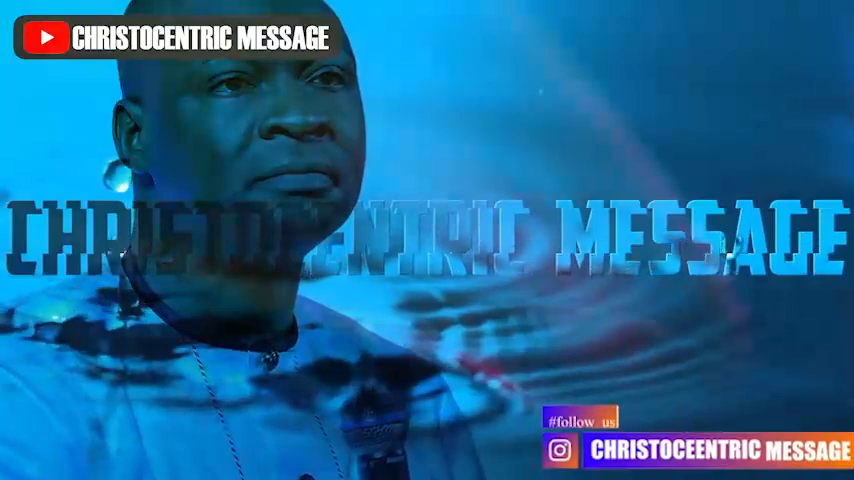 CHRISTOCENTRIC MESSAGE
CHRISTOCENTRIC MESSAGE
#follow us
CHRISTOCEENTRIC MESSAGE